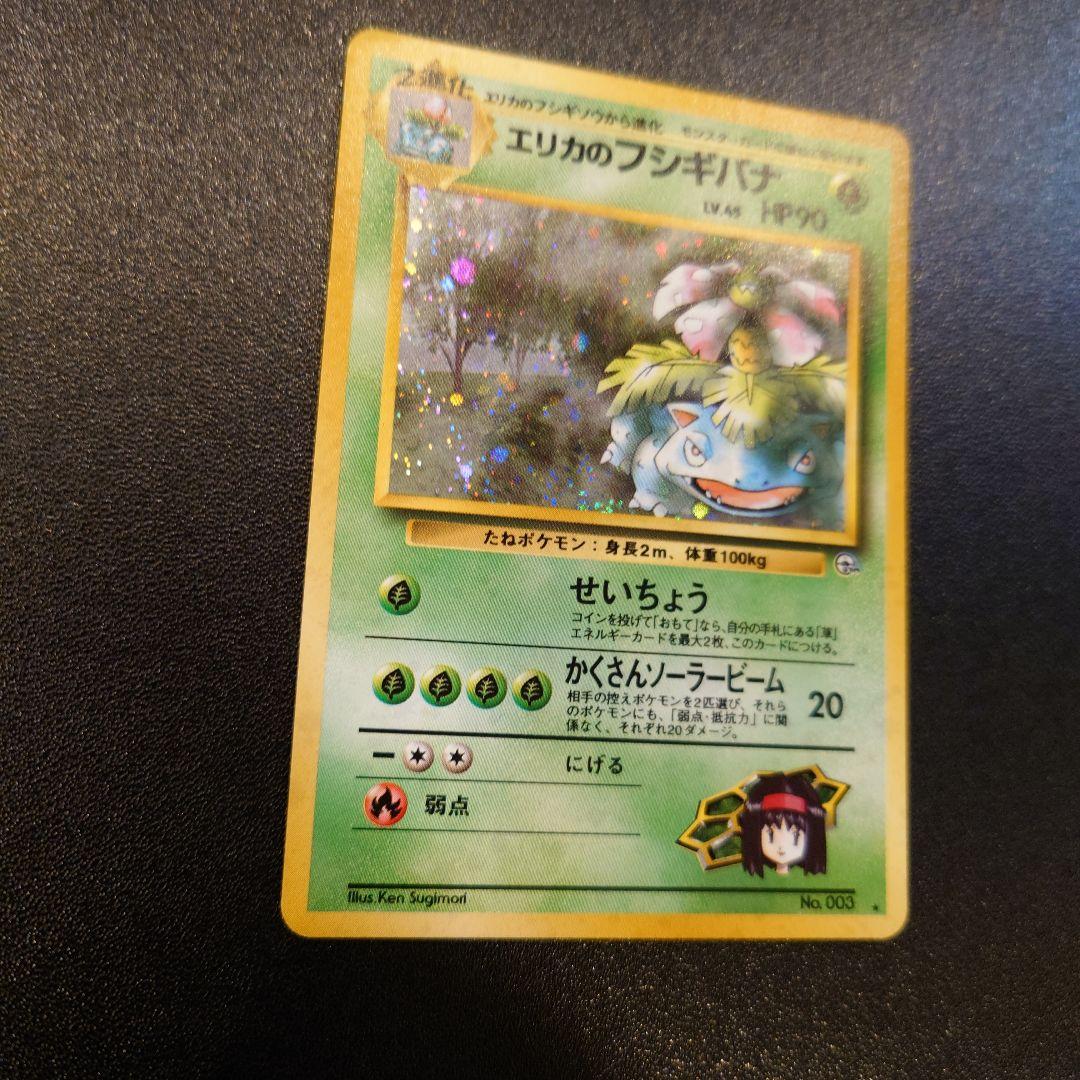 2進化
エリカのフシギソウから進化
エリカのフシギバナ
LV.45 HP90
たねポケモン：身長2m、体重100kg
せいちょう
コインを投げて「おもて」なら、自分の手札にある「草」
エネルギーカードを最大2枚、このカードにつける。
かくさんソーラービーム 20
相手の控えポケモンを2匹選び、それら
のポケモンにも、「弱点・抵抗力」に関
係なく、それぞれ20ダメージ。
にげる
弱点
Illus. Ken Sugimori No. 003